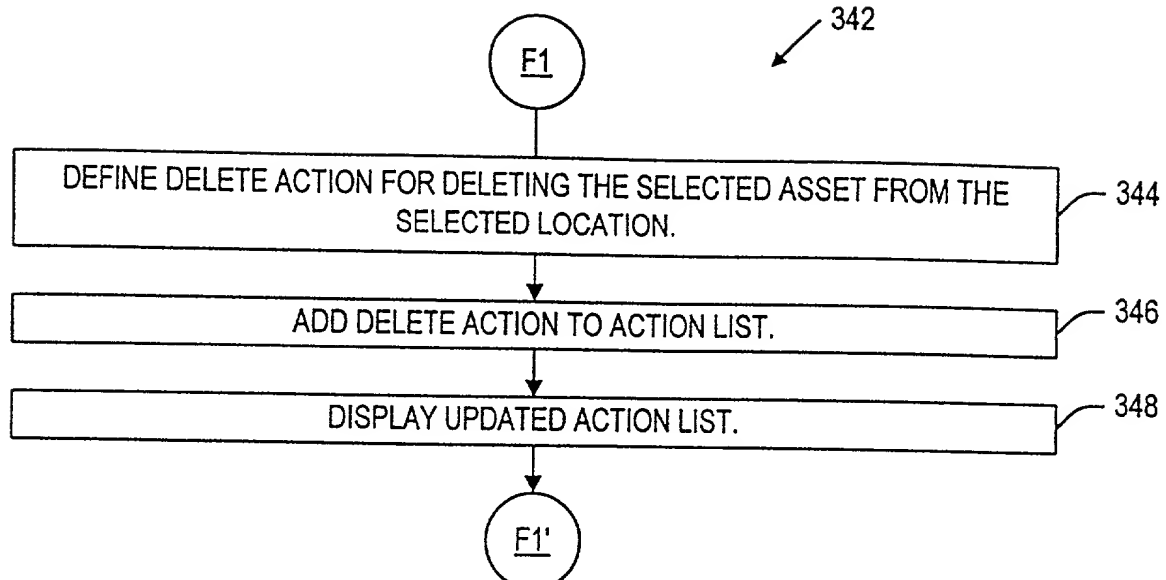 342
F1
DEFINE DELETE ACTION FOR DELETING THE SELECTED ASSET FROM THE
SELECTED LOCATION.
344
ADD DELETE ACTION TO ACTION LIST.
346
DISPLAY UPDATED ACTION LIST.
348
F1'